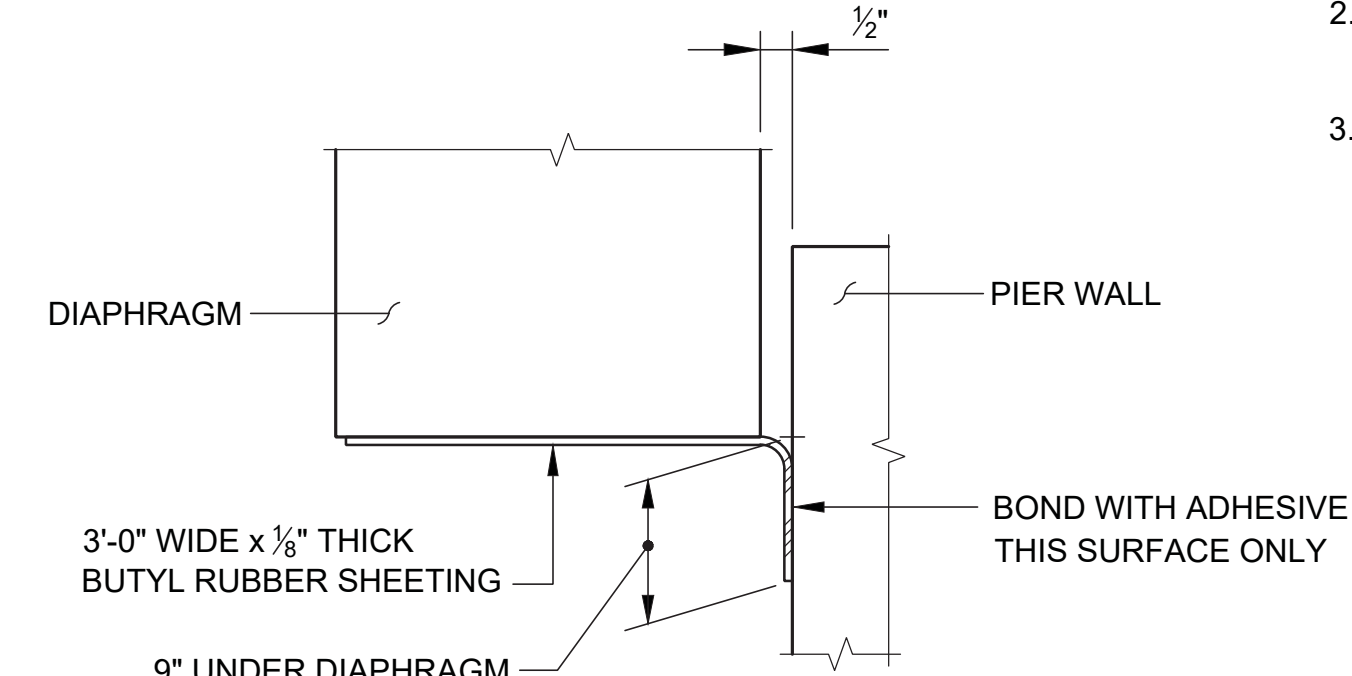 ½"
2.
3.
DIAPHRAGM
PIER WALL
3'-0" WIDE x ⅛" THICK
BUTYL RUBBER SHEETING
BOND WITH ADHESIVE
THIS SURFACE ONLY
9" UNDER DIAPHRAGM